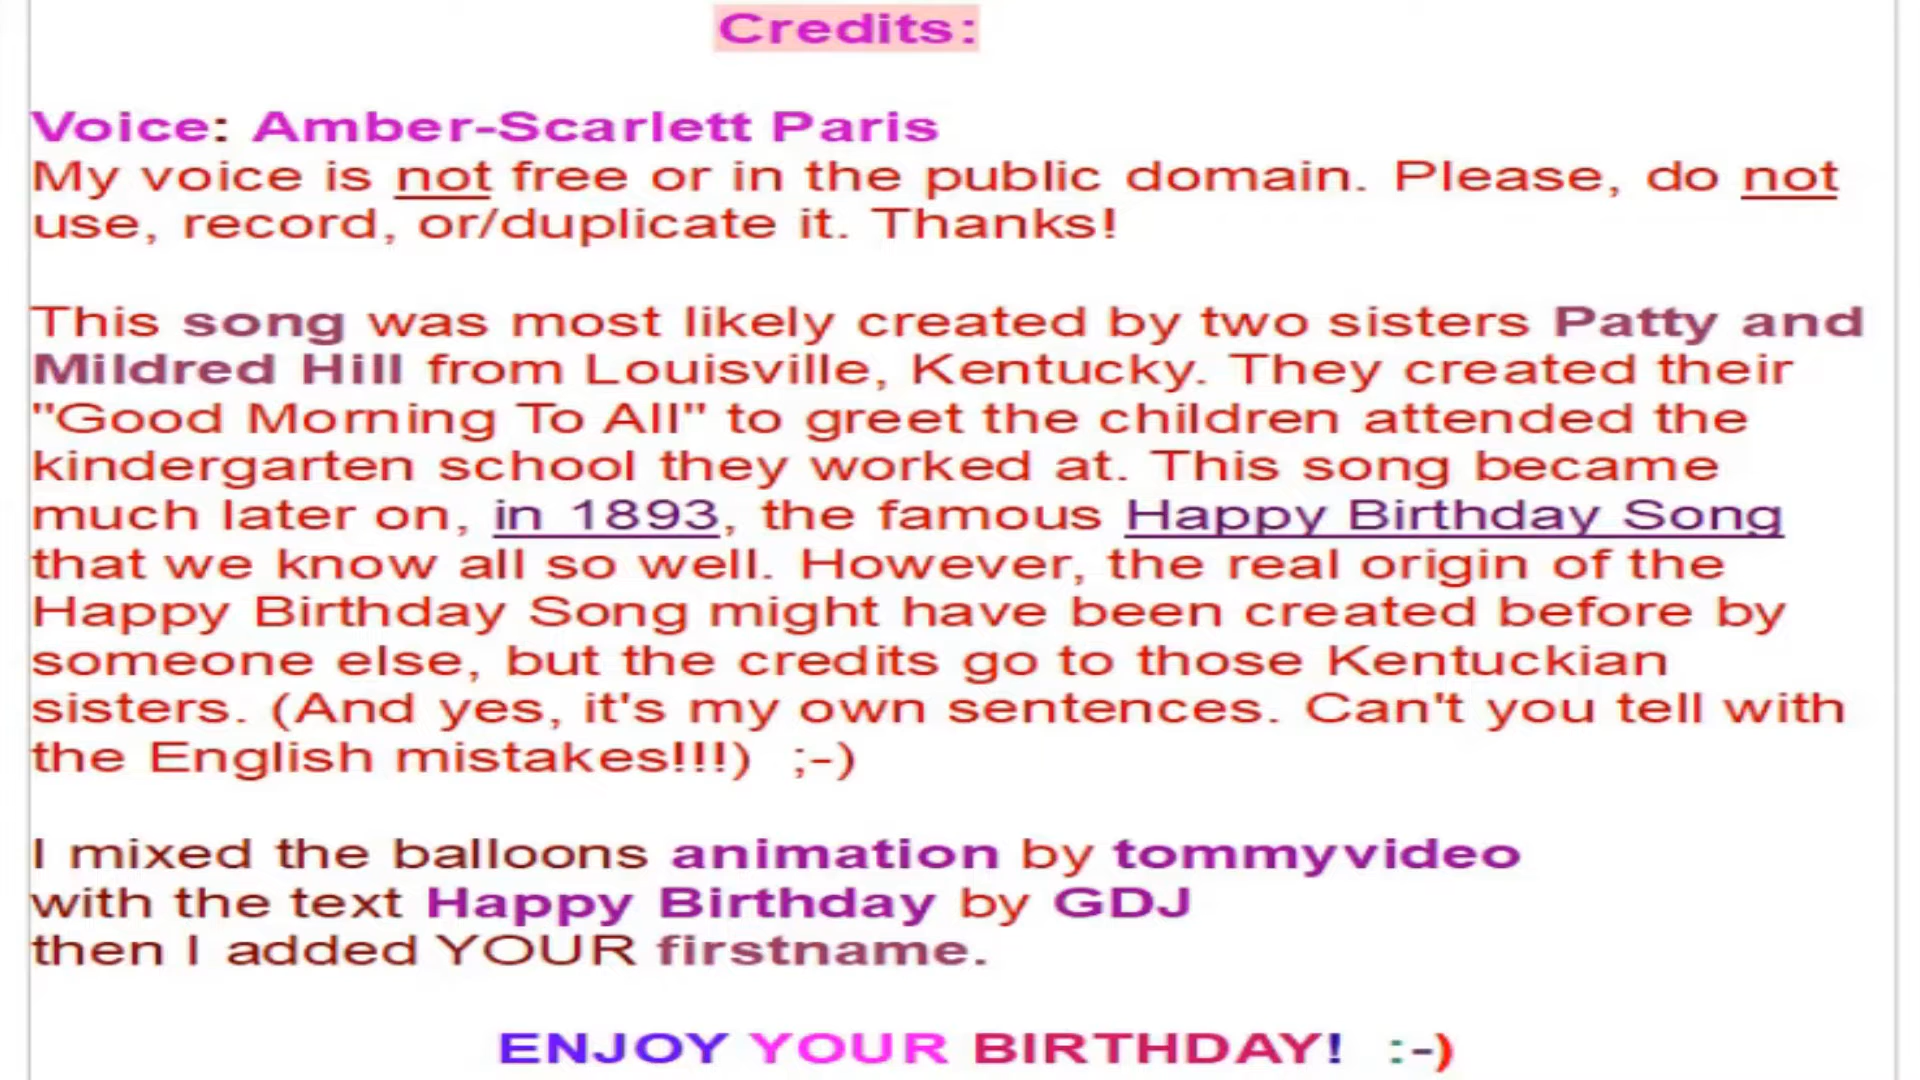 Credits:
Voice: Amber-Scarlett Paris
My voice is not free or in the public domain. Please, do not
use, record, or/duplicate it. Thanks!
This song was most likely created by two sisters Patty and
Mildred Hill from Louisville, Kentucky. They created their
"Good Morning To All" to greet the children attended the
kindergarten school they worked at. This song became
much later on, in 1893, the famous Happy Birthday Song
that we know all so well. However, the real origin of the
Happy Birthday Song might have been created before by
someone else, but the credits go to those Kentuckian
sisters. (And yes, it's my own sentences. Can't you tell with
the English mistakes!!!) ;-)
I mixed the balloons animation by tommyvideo
with the text Happy Birthday by GDJ
then I added YOUR firstname.
ENJOY YOUR BIRTHDAY! :-)